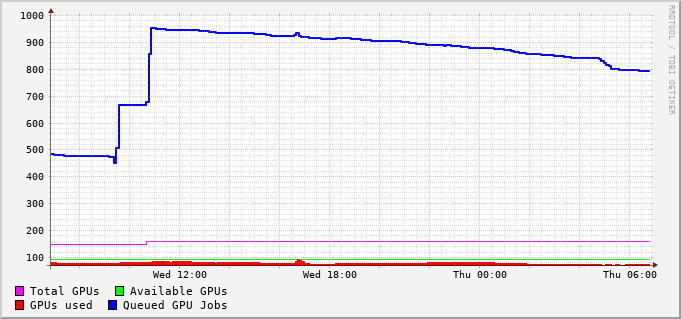 1000
900
800
700
600
500
400
300
200
100
Wed 12:00 Wed 18:00 Thu 00:00 Thu 06:00
Total GPUs Available GPUs
GPUs used Queued GPU Jobs
RRDTOOL / TOBI OETIKER